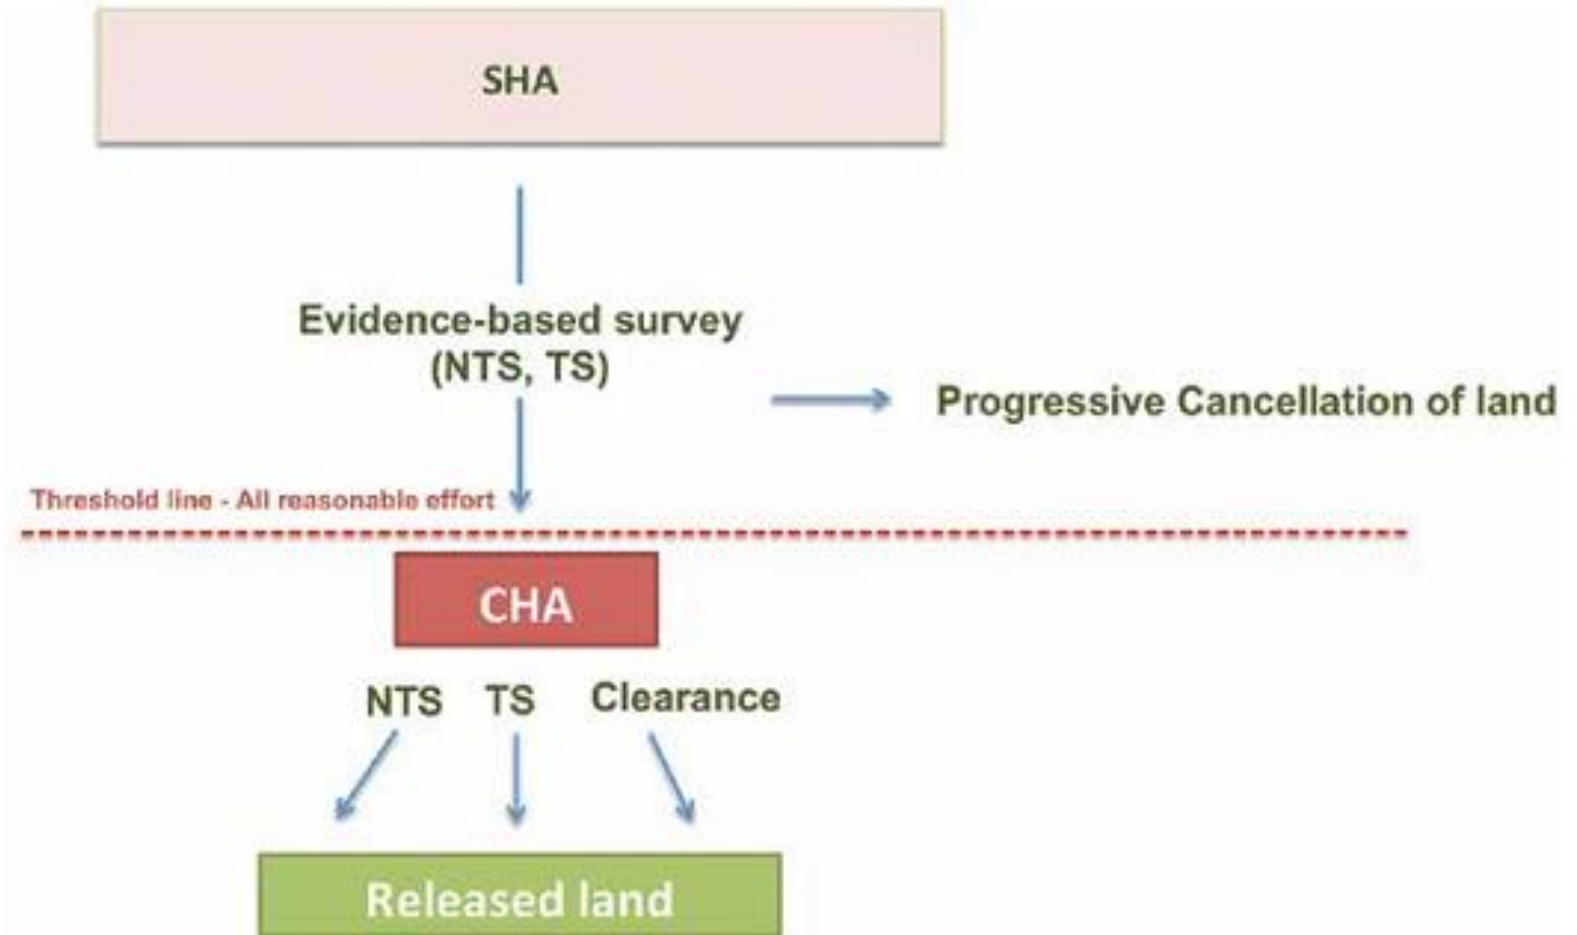 SHA
Evidence-based survey
(NTS, TS)
Progressive Cancellation of land
Threshold line - All reasonable effort
CHA
NTS TS Clearance
Released land